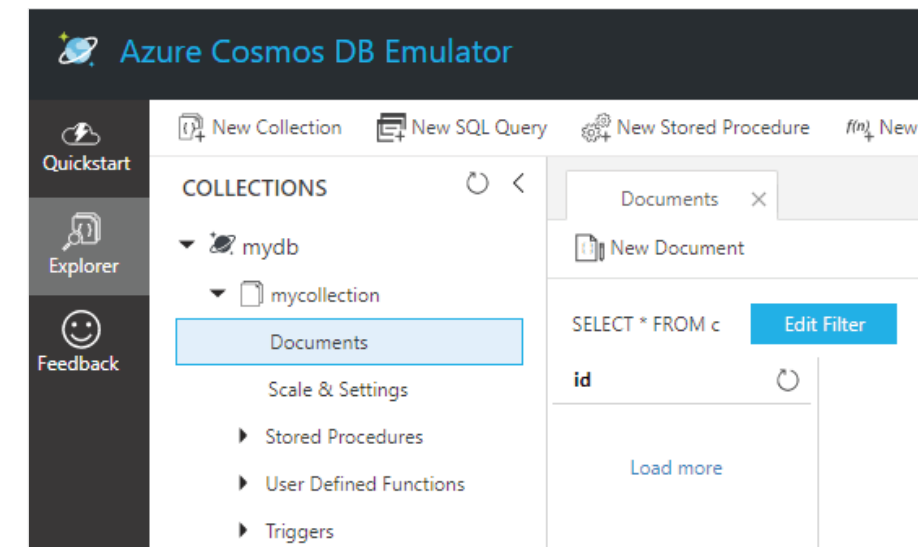 Azure Cosmos DB Emulator
New Collection New SQL Query New Stored Procedure f(n) New
Quickstart
Explorer
Feedback
COLLECTIONS
mydb
mycollection
Documents
Scale & Settings
Stored Procedures
User Defined Functions
Triggers
Documents
New Document
SELECT * FROM c Edit Filter
id
Load more